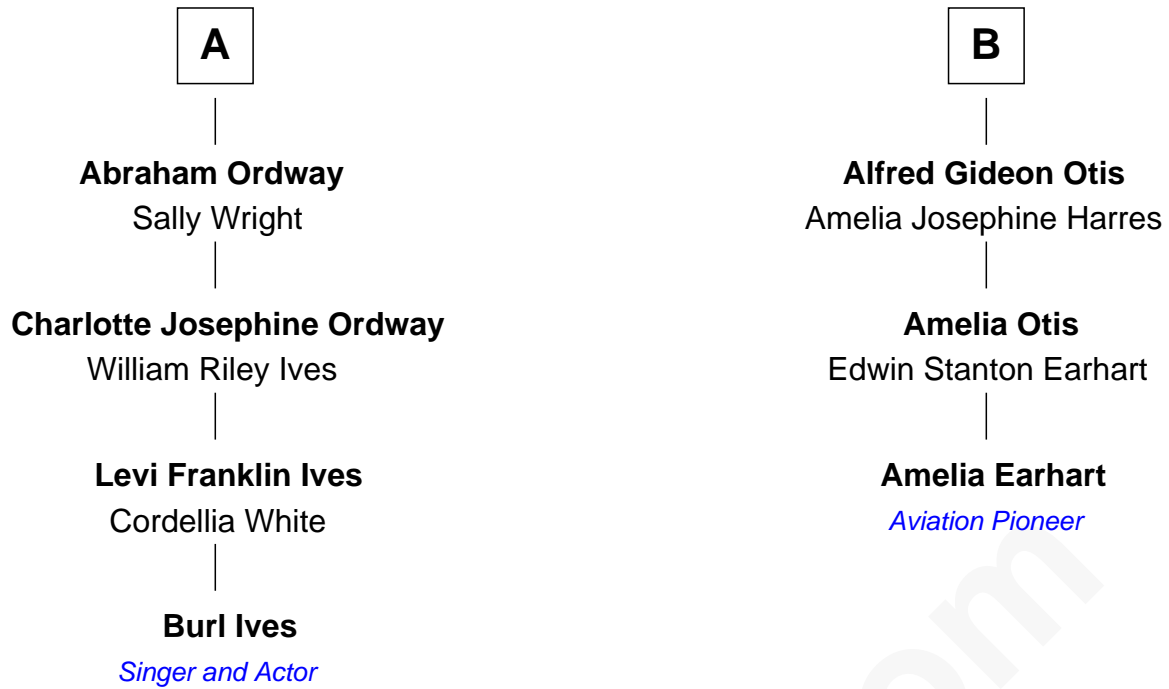 A
Abraham Ordway
Sally Wright
Charlotte Josephine Ordway
William Riley Ives
Levi Franklin Ives
Cordellia White
Burl Ives
Singer and Actor
B
Alfred Gideon Otis
Amelia Josephine Harres
Amelia Otis
Edwin Stanton Earhart
Amelia Earhart
Aviation Pioneer
om